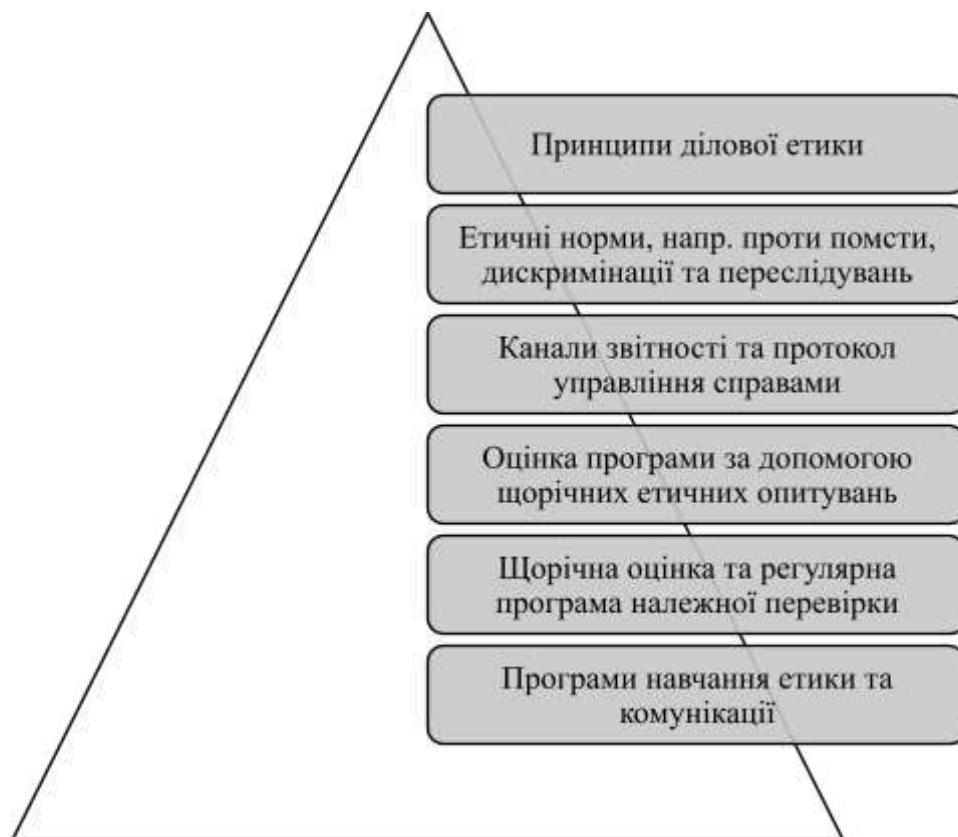 Принципи ділової етики
Етичні норми, напр. проти помсти,
дискримінації та переслідувань
Канали звітності та протокол
управління справами
Оцінка програми за допомогою
щорічних етичних опитувань
Щорічна оцінка та регулярна
програма належної перевірки
Програми навчання етики та
комунікації